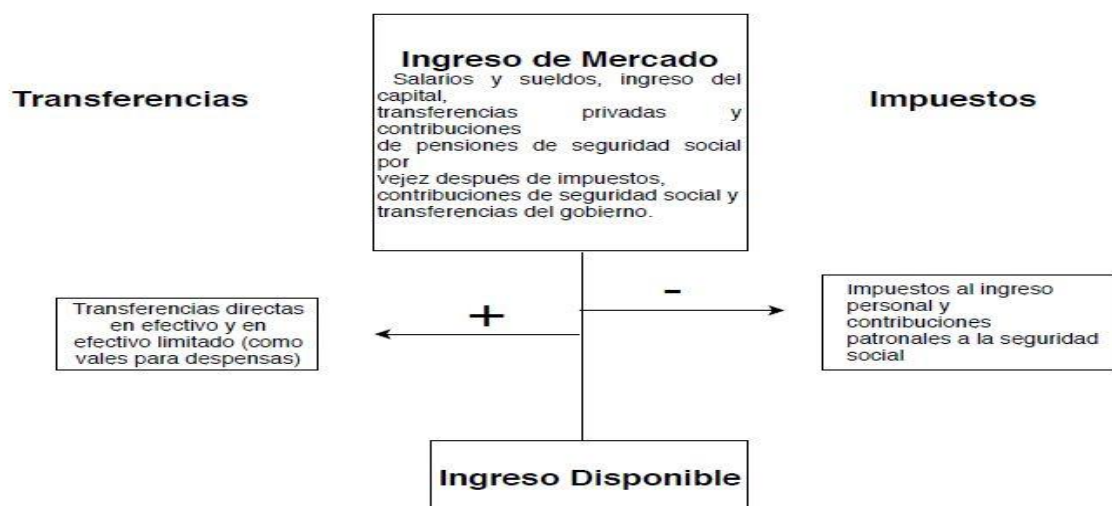 Ingreso de Mercado
Salarios y sueldos, ingreso del
capital,
transferencias privadas y
contribuciones
de pensiones de seguridad social
por
vejez después de impuestos,
contribuciones de seguridad social y
transferencias del gobierno.
Transferencias
Impuestos
+
-
Transferencias directas
en efectivo y en
efectivo limitado (como
vales para despensas)
Impuestos al ingreso
personal y
contribuciones
patronales a la seguridad
social
Ingreso Disponible